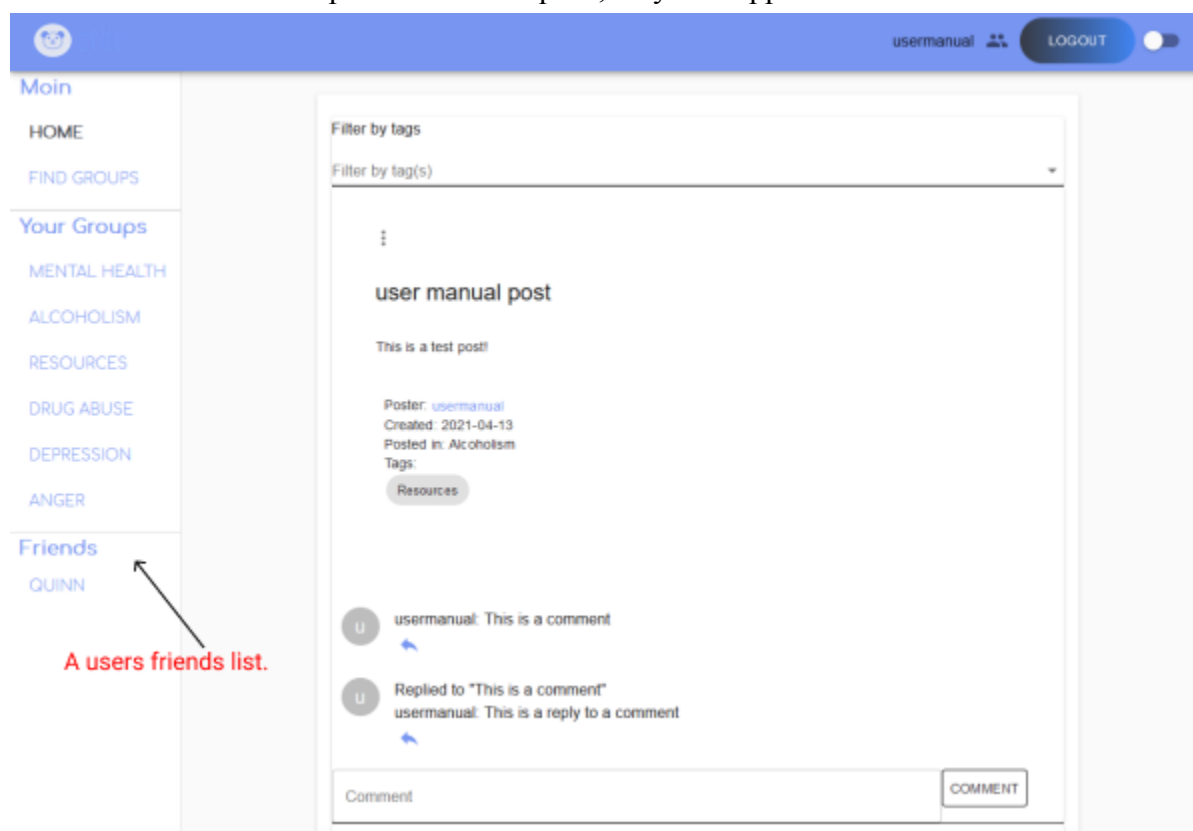 usermanual
LOGOUT
Moin
HOME
FIND GROUPS
Your Groups
MENTAL HEALTH
ALCOHOLISM
RESOURCES
DRUG ABUSE
DEPRESSION
ANGER
Friends
QUINN
A users friends list.
Filter by tags
Filter by tag(s)
user manual post
This is a test post!
Poster: usermanual
Created: 2021-04-13
Posted in: Alcoholism
Tags:
Resources
u
usermanual: This is a comment
u
Replied to "This is a comment"
usermanual: This is a reply to a comment
Comment
COMMENT